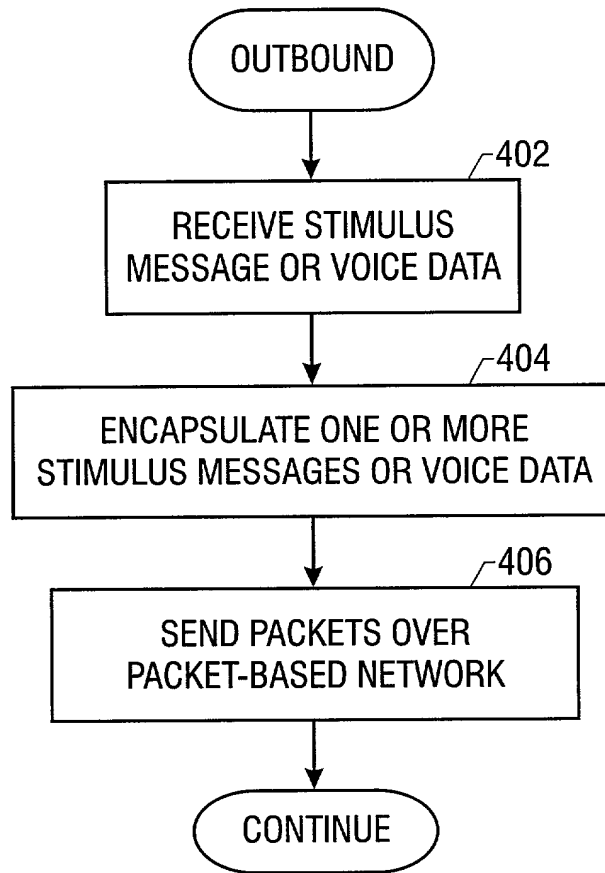 OUTBOUND
402
RECEIVE STIMULUS
MESSAGE OR VOICE DATA
404
ENCAPSULATE ONE OR MORE
STIMULUS MESSAGES OR VOICE DATA
406
SEND PACKETS OVER
PACKET-BASED NETWORK
CONTINUE